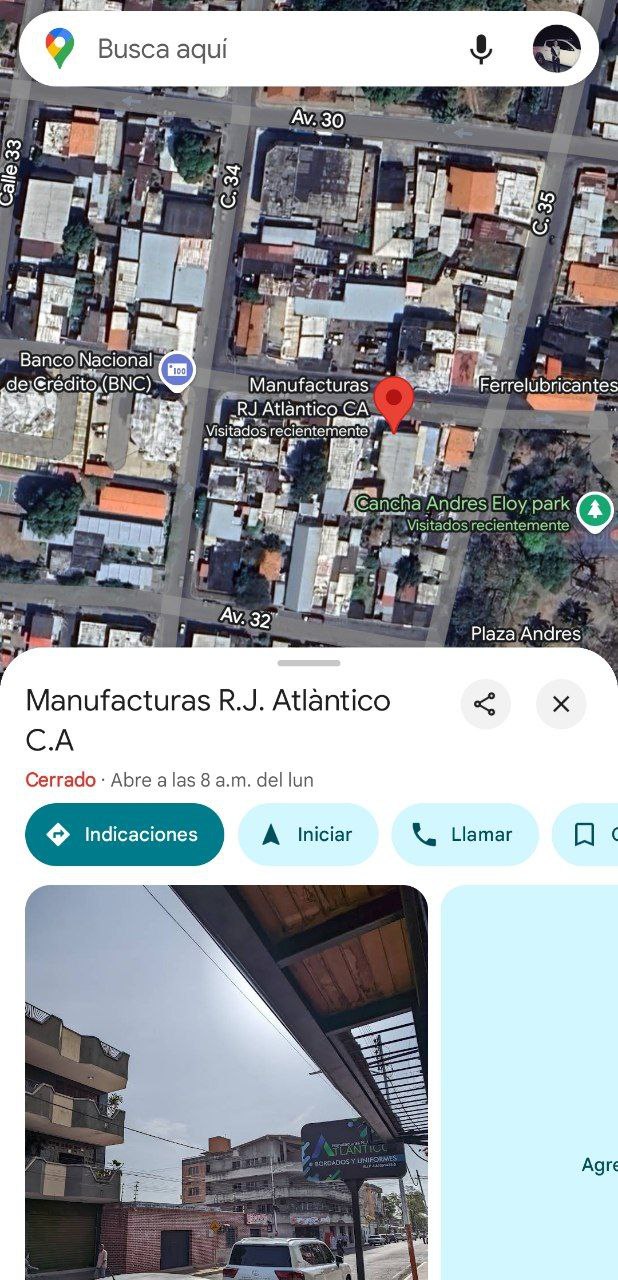 Busca aquí
Av. 30
Calle 33
C. 34
C. 35
Banco Nacional
de Crédito (BNC)
Manufacturas
RJ Atlàntico CA
Visitados recientemente
Ferrelubricantes
Cancha Andres Eloy park
Visitados recientemente
Av. 32
Plaza Andres
Manufacturas R.J. Atlàntico
C.A
Cerrado · Abre a las 8 a.m. del lun
Indicaciones
Iniciar
Llamar
ATLANTICO
BORDADOS Y UNIFORMES
Agre